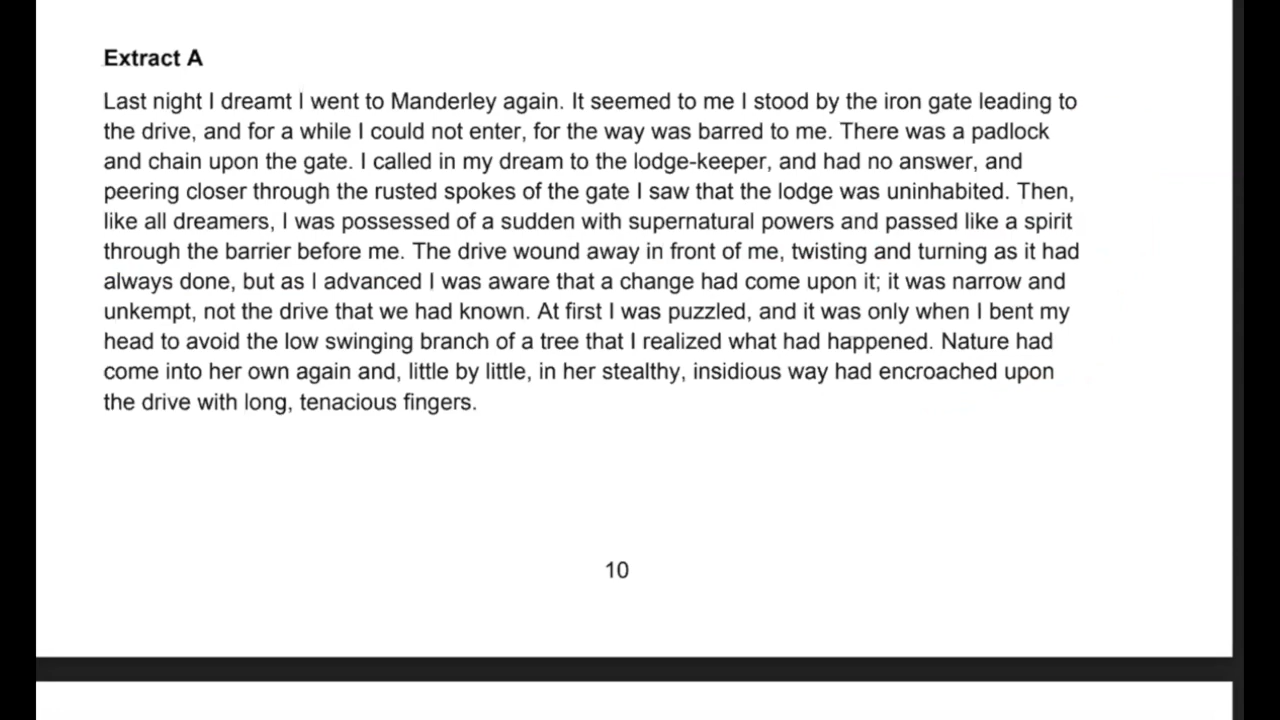 Extract A
Last night I dreamt I went to Manderley again. It seemed to me I stood by the iron gate leading to
the drive, and for a while I could not enter, for the way was barred to me. There was a padlock
and chain upon the gate. I called in my dream to the lodge-keeper, and had no answer, and
peering closer through the rusted spokes of the gate I saw that the lodge was uninhabited. Then,
like all dreamers, I was possessed of a sudden with supernatural powers and passed like a spirit
through the barrier before me. The drive wound away in front of me, twisting and turning as it had
always done, but as I advanced I was aware that a change had come upon it; it was narrow and
unkempt, not the drive that we had known. At first I was puzzled, and it was only when I bent my
head to avoid the low swinging branch of a tree that I realized what had happened. Nature had
come into her own again and, little by little, in her stealthy, insidious way had encroached upon
the drive with long, tenacious fingers.
10